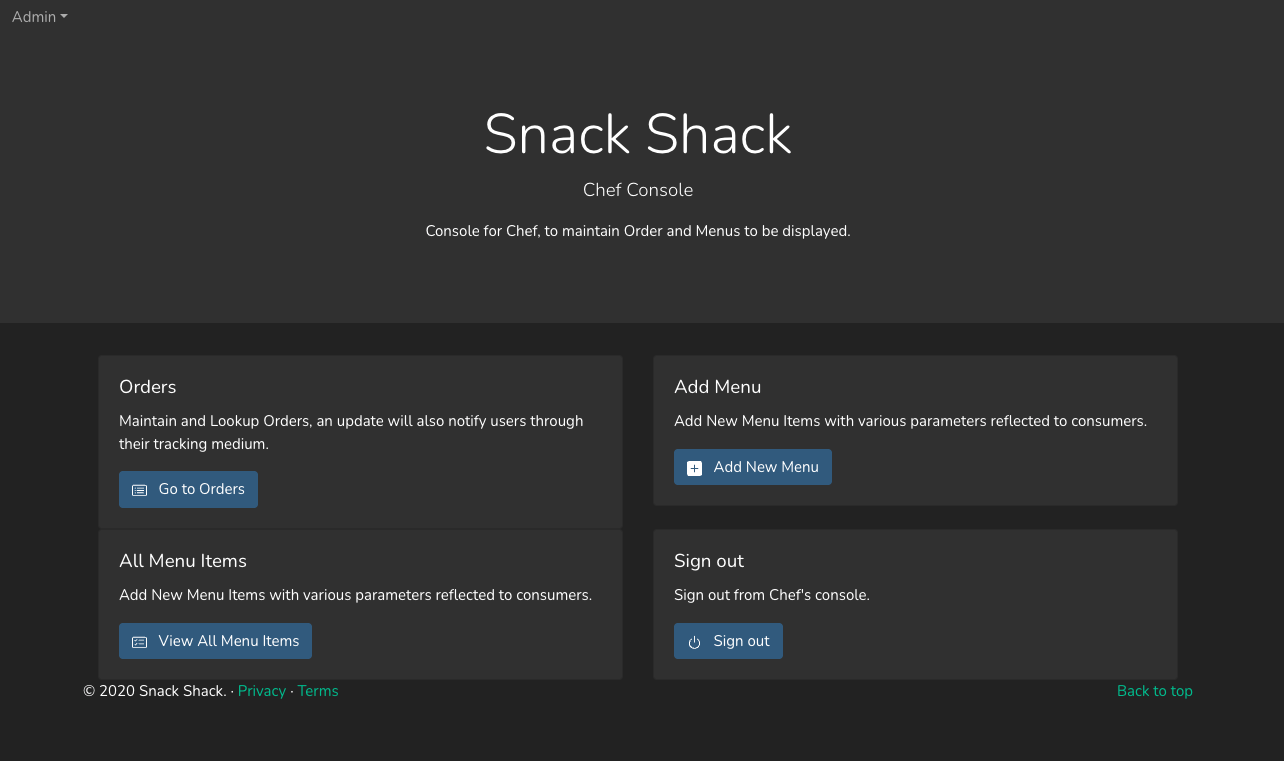 Admin
Snack Shack
Chef Console
Console for Chef, to maintain Order and Menus to be displayed.
Orders
Maintain and Lookup Orders, an update will also notify users through
their tracking medium.
Go to Orders
Add Menu
Add New Menu Items with various parameters reflected to consumers.
Add New Menu
All Menu Items
Add New Menu Items with various parameters reflected to consumers.
View All Menu Items
Sign out
Sign out from Chef's console.
Sign out
© 2020 Snack Shack. · Privacy · Terms
Back to top